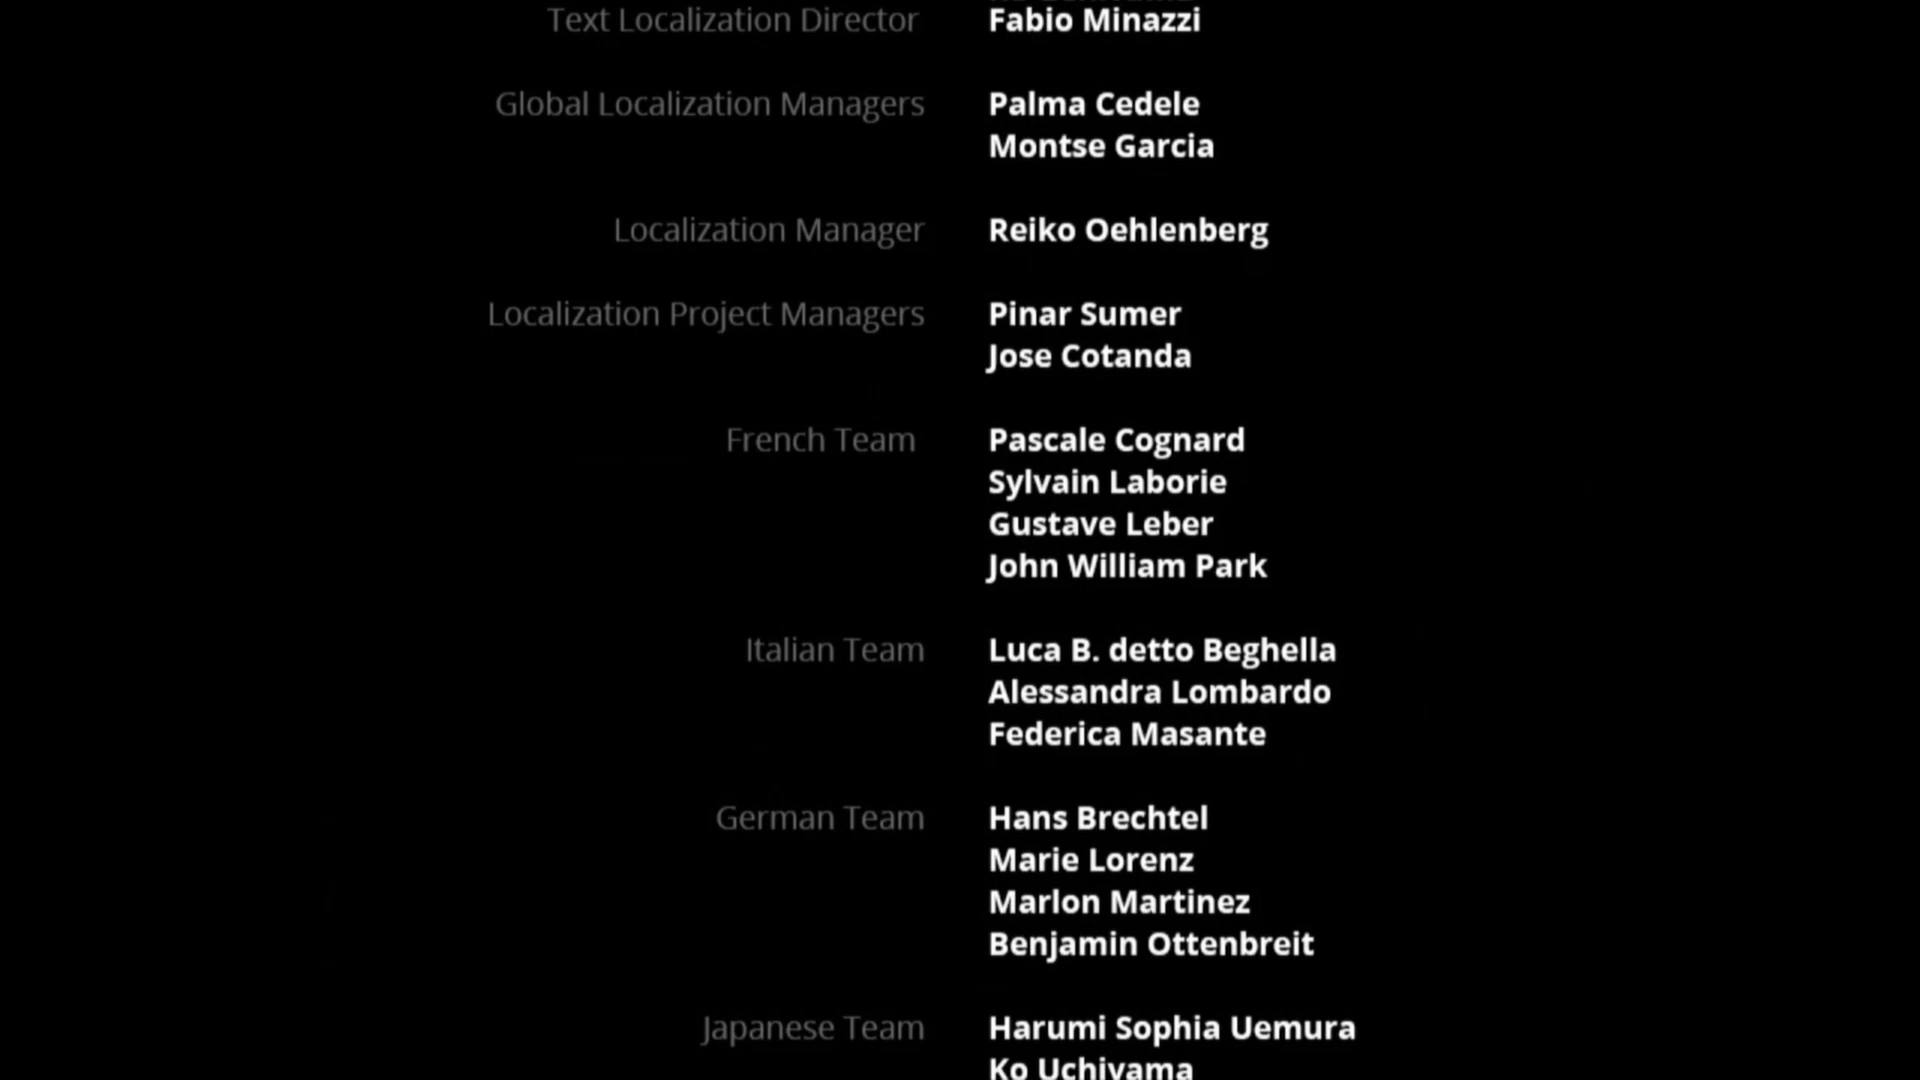 Text Localization Director Fabio Minazzi
Global Localization Managers Palma Cedele
Montse Garcia
Localization Manager Reiko Oehlenberg
Localization Project Managers Pinar Sumer
Jose Cotanda
French Team Pascale Cognard
Sylvain Laborie
Gustave Leber
John William Park
Italian Team Luca B. detto Beghella
Alessandra Lombardo
Federica Masante
German Team Hans Brechtel
Marie Lorenz
Marlon Martinez
Benjamin Ottenbreit
Japanese Team Harumi Sophia Uemura
Ko Uchiyama